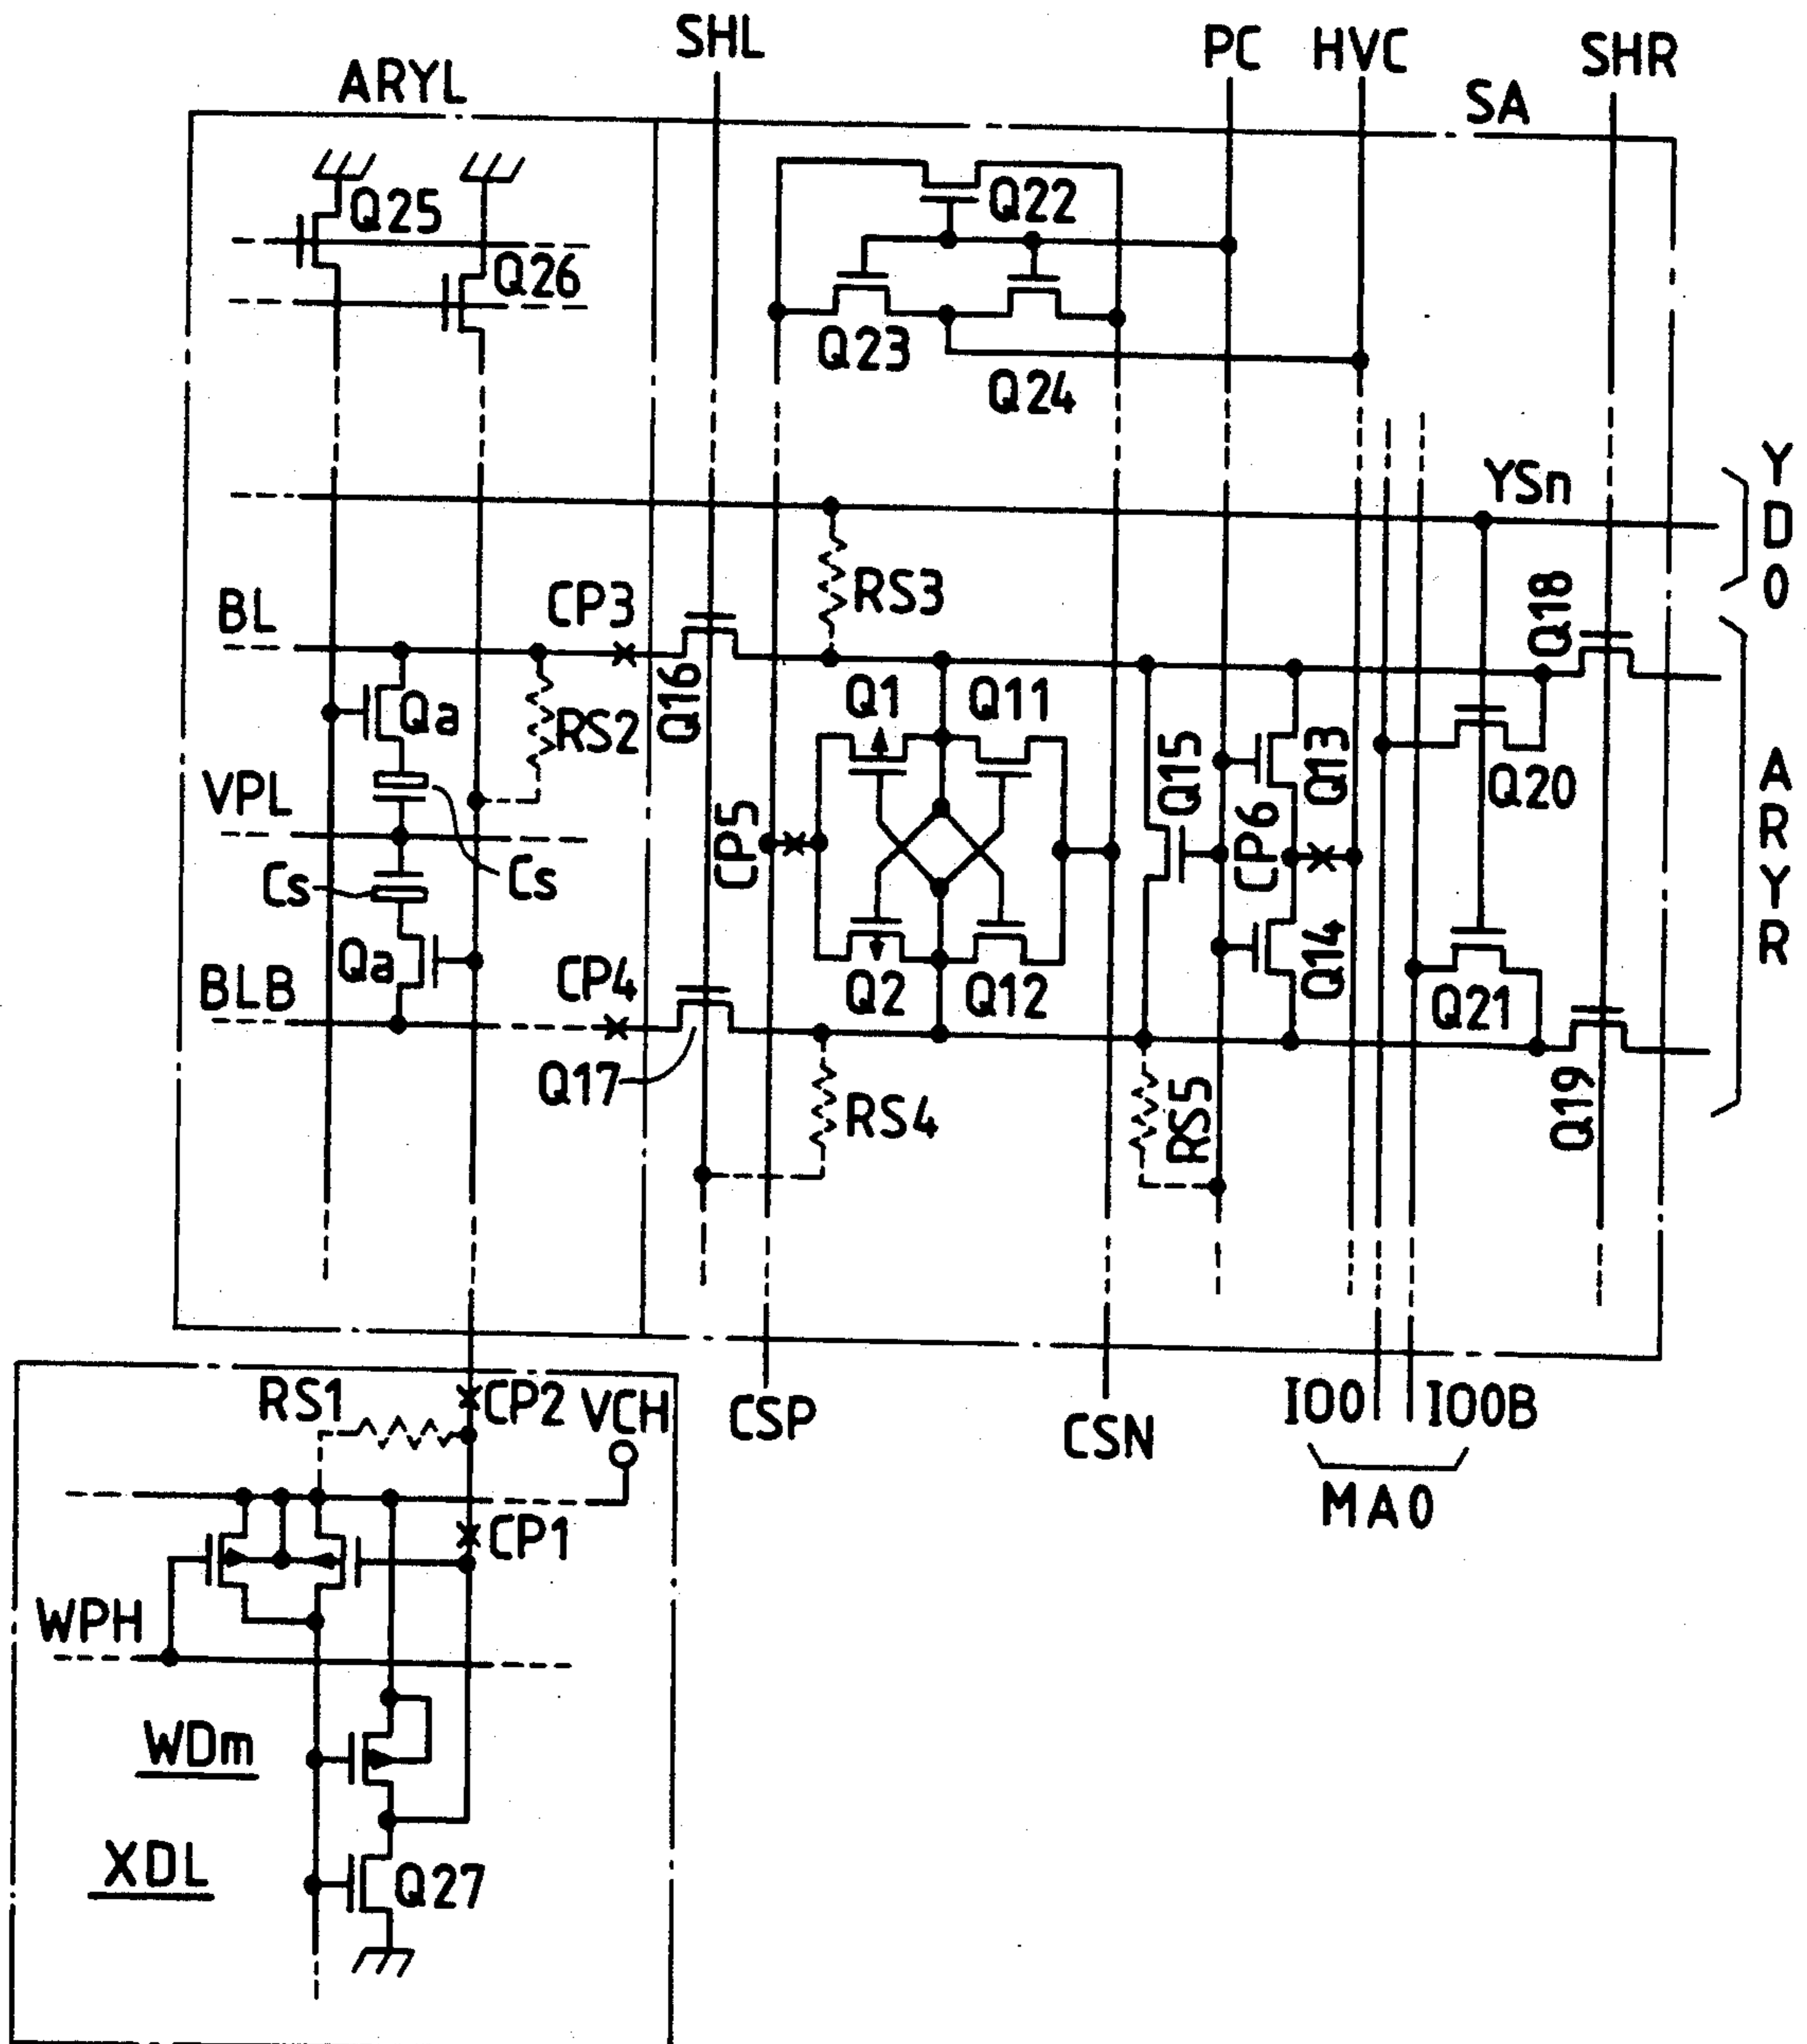 SHL
PC
HVC
SHR
ARYL
SA
Q25
Q22
Q26
Q23
Q24
YSn
YD0
RS3
BL
CP3
Q18
Q16
Qa
RS2
Q1
Q11
Q15
Q13
Q20
VPL
CP5
CP6
ARYR
Cs
Cs
Qa
Q2
Q12
Q14
Q21
BLB
CP4
Q17
RS4
RS5
Q19
RS1
CP2
VCH
CSP
CSN
IO0
IO0B
MA0
CP1
WPH
WDm
XDL
Q27